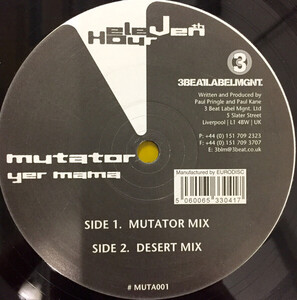 eleven th
Hour
3
3BEATLABELMGNT.
Written and Produced by
Paul Pringle and Paul Kane
3 Beat Label Mgnt. Ltd
5 Slater Street
Liverpool | L1 4BW | UK
P: +44 (0) 151 709 2323
F: +44 (0) 151 709 3707
E: 3blm@3beat.co.uk
mutator
yer mama
Manufactured by EURODISC
5 060065 330417
SIDE 1. MUTATOR MIX
SIDE 2. DESERT MIX
# MUTA001